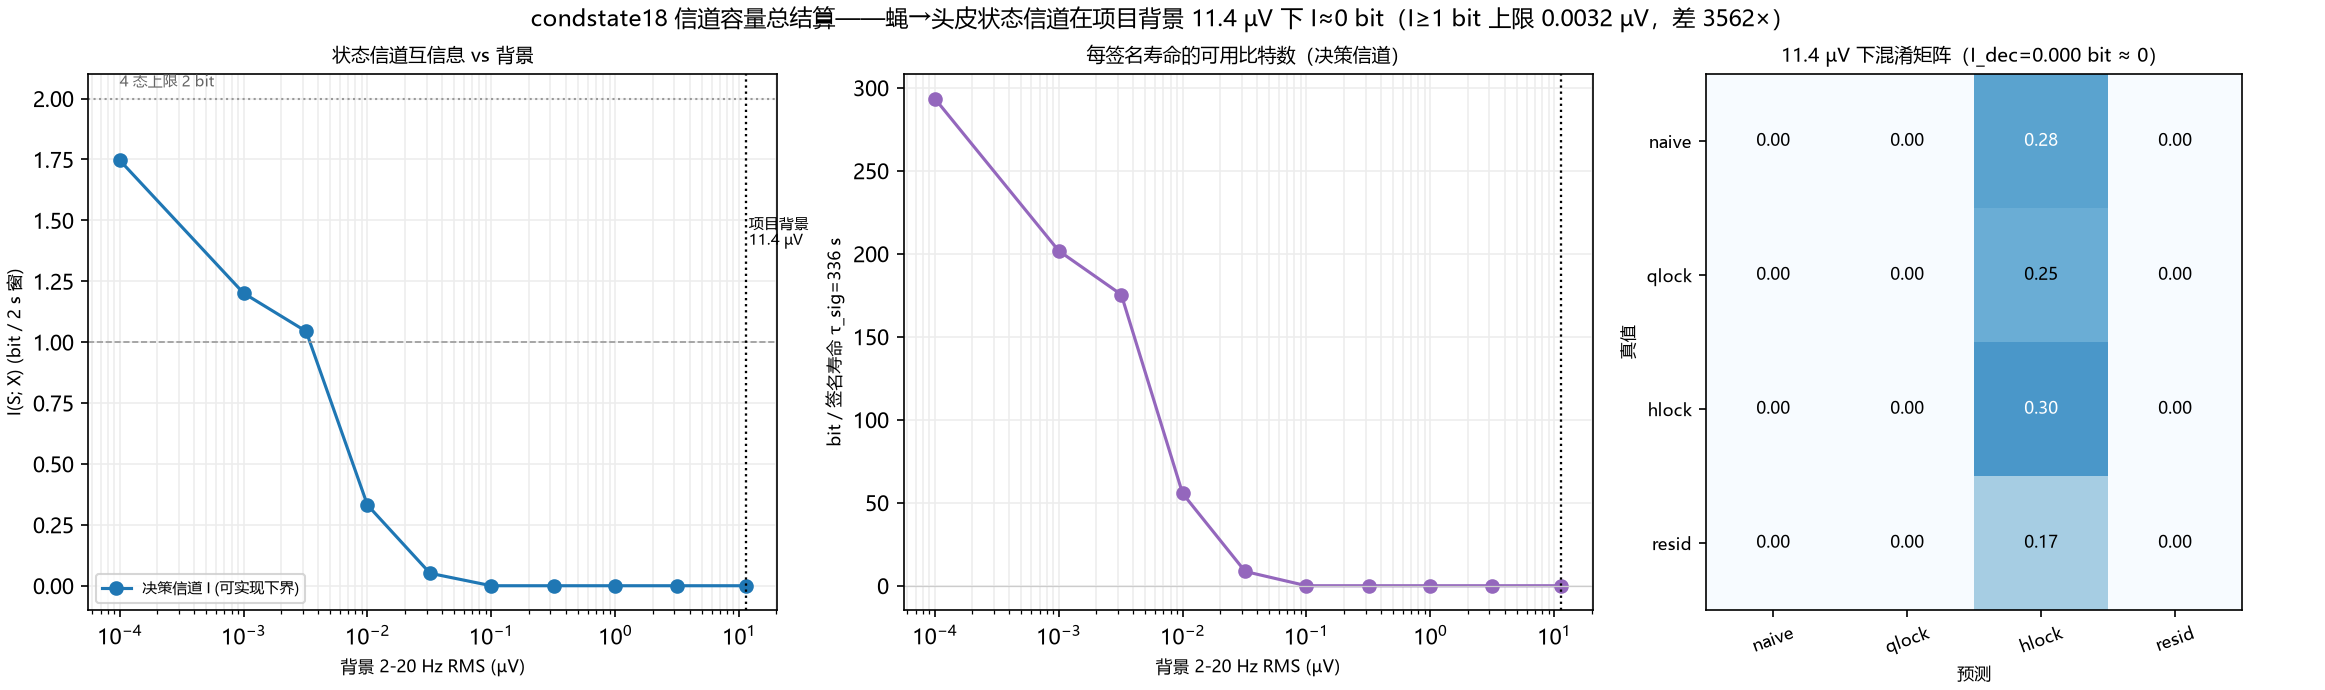 condstate18 信道容量总结算——蝇→头皮状态信道在项目背景 11.4 μV 下 I≈0 bit（I≥1 bit 上限 0.0032 μV，差 3562×）
状态信道互信息 vs 背景
4 态上限 2 bit
2.00
1.75
1.50
1.25
1.00
0.75
0.50
0.25
0.00
I(S; X) (bit / 2 s 窗)
项目背景
11.4 μV
决策信道 I (可实现下界)
10⁻⁴ 10⁻³ 10⁻² 10⁻¹ 10⁰ 10¹
背景 2-20 Hz RMS (μV)
每签名寿命的可用比特数（决策信道）
300
250
200
150
100
50
0
bit / 签名寿命 τ_sig=336 s
10⁻⁴ 10⁻³ 10⁻² 10⁻¹ 10⁰ 10¹
背景 2-20 Hz RMS (μV)
11.4 μV 下混淆矩阵（I_dec=0.000 bit ≈ 0）
真值
naive 0.00 0.00 0.28 0.00
qlock 0.00 0.00 0.25 0.00
hlock 0.00 0.00 0.30 0.00
resid 0.00 0.00 0.17 0.00
naive qlock hlock resid
预测